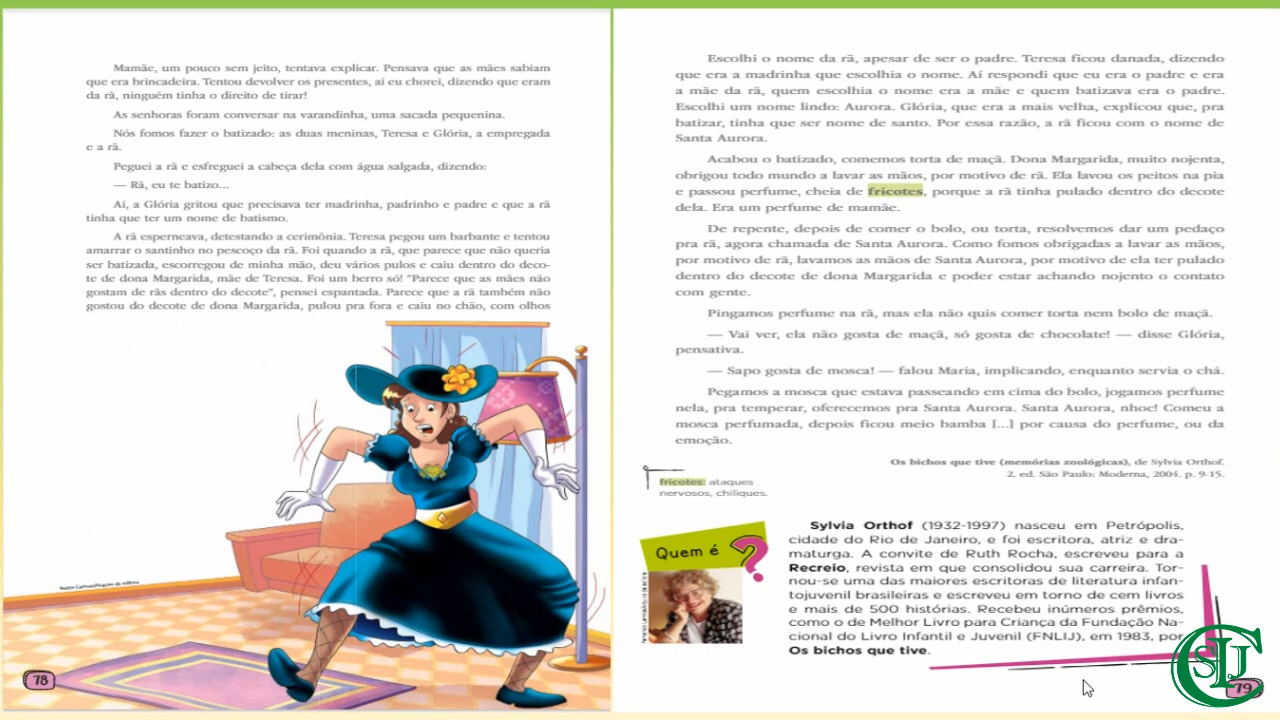 Mamãe, um pouco sem jeito, tentava explicar. Pensava que as mães sabiam
que era brincadeira. Tentou devolver os presentes, aí eu chorei, dizendo que eram
da rã, ninguém tinha o direito de tirar!
As senhoras foram conversar na varandinha, uma sacada pequenina.
Nós fomos fazer o batizado: as duas meninas, Teresa e Glória, a empregada
e a rã.
Peguei a rã e esfreguei a cabeça dela com água salgada, dizendo:
— Rã, eu te batizo...
Aí, a Glória gritou que precisava ter madrinha, padrinho e padre e que a rã
tinha que ter um nome de batismo.
A rã esperneava, detestando a cerimônia. Teresa pegou um barbante e tentou
amarrar o santinho no pescoço da rã. Foi quando a rã, que parece que não queria
ser batizada, escorregou de minha mão, deu vários pulos e caiu dentro do deco-
te de dona Margarida, mãe de Teresa. Foi um berro só! “Parece que as mães não
gostam de rãs dentro do decote”, pensei espantada. Parece que a rã também não
gostou do decote de dona Margarida, pulou pra fora e caiu no chão, com olhos
78
Escolhi o nome da rã, apesar de ser o padre. Teresa ficou danada, dizendo
que era a madrinha que escolhia o nome. Aí respondi que eu era o padre e era
a mãe da rã, quem escolhia o nome era a mãe e quem batizava era o padre.
Escolhi um nome lindo: Aurora. Glória, que era a mais velha, explicou que, pra
batizar, tinha que ser nome de santo. Por essa razão, a rã ficou com o nome de
Santa Aurora.
Acabou o batizado, comemos torta de maçã. Dona Margarida, muito nojenta,
obrigou todo mundo a lavar as mãos, por motivo de rã. Ela lavou os peitos na pia
e passou perfume, cheia de fricotes, porque a rã tinha pulado dentro do decote
dela. Era um perfume de mamãe.
De repente, depois de comer o bolo, ou torta, resolvemos dar um pedaço
pra rã, agora chamada de Santa Aurora. Como fomos obrigadas a lavar as mãos,
por motivo de rã, lavamos as mãos de Santa Aurora, por motivo de ela ter pulado
dentro do decote de dona Margarida e poder estar achando nojento o contato
com gente.
Pingamos perfume na rã, mas ela não quis comer torta nem bolo de maçã.
— Vai ver, ela não gosta de maçã, só gosta de chocolate! — disse Glória,
pensativa.
— Sapo gosta de mosca! — falou Maria, implicando, enquanto servia o chá.
Pegamos a mosca que estava passeando em cima do bolo, jogamos perfume
nela, pra temperar, oferecemos pra Santa Aurora. Santa Aurora, nhoc! Comeu a
mosca perfumada, depois ficou meio bamba [...] por causa do perfume, ou da
emoção.
Os bichos que tive (memórias zoológicas), de Sylvia Orthof.
2. ed. São Paulo: Moderna, 2004. p. 9-15.
fricotes: ataques
nervosos, chiliques.
Quem é ?
Sylvia Orthof (1932-1997) nasceu em Petrópolis,
cidade do Rio de Janeiro, e foi escritora, atriz e dra-
maturga. A convite de Ruth Rocha, escreveu para a
Recreio, revista em que consolidou sua carreira. Tor-
nou-se uma das maiores escritoras de literatura infan-
tojuvenil brasileiras e escreveu em torno de cem livros
e mais de 500 histórias. Recebeu inúmeros prêmios,
como o de Melhor Livro para Criança da Fundação Na-
cional do Livro Infantil e Juvenil (FNLIJ), em 1983, por
Os bichos que tive.
79